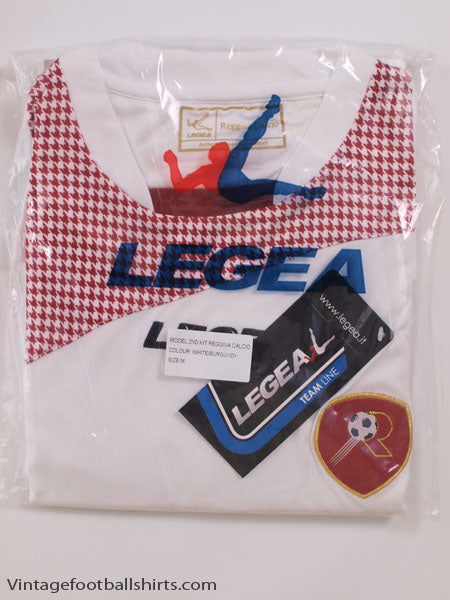 LEGEA
Reggina Calcio
LEGEA
LEGEA
MODEL 2ND KIT REGGINA CALCIO
COLOUR: WHITE/BURGUNDY
SIZE:M
www.legea.it
LEGEA
TEAM LINE
R
Vintagefootballshirts.com